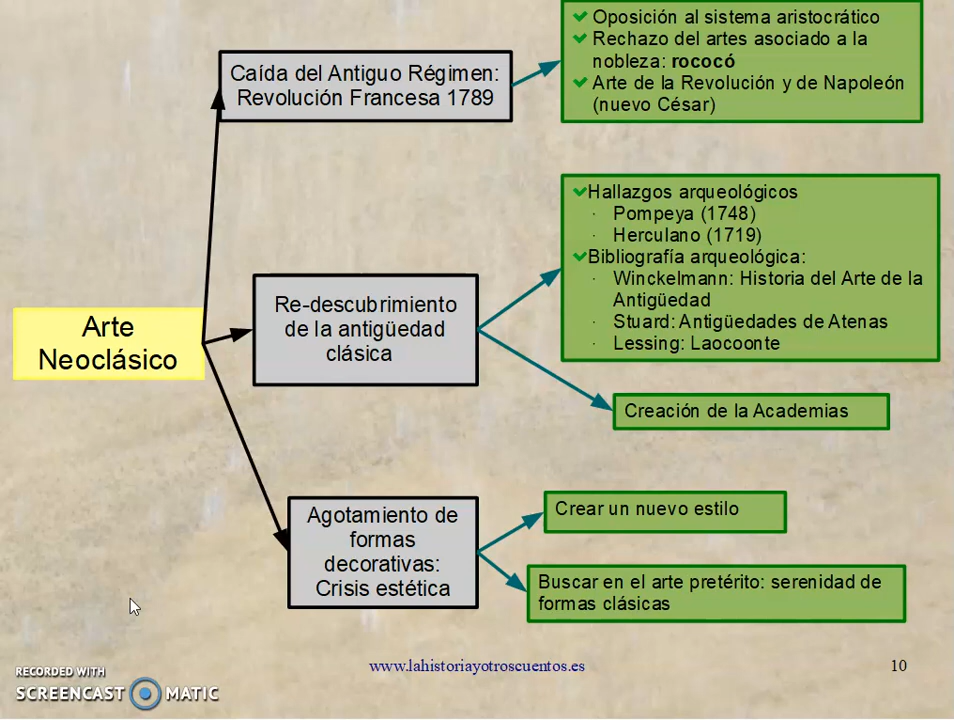 Oposición al sistema aristocrático
Rechazo del artes asociado a la
nobleza: rococó
Arte de la Revolución y de Napoleón
(nuevo César)
Caída del Antiguo Régimen:
Revolución Francesa 1789
Hallazgos arqueológicos
· Pompeya (1748)
· Herculano (1719)
Bibliografía arqueológica:
· Winckelmann: Historia del Arte de la
Antigüedad
· Stuard: Antigüedades de Atenas
· Lessing: Laocoonte
Re-descubrimiento
de la antigüedad
clásica
Arte
Neoclásico
Creación de la Academias
Agotamiento de
formas
decorativas:
Crisis estética
Crear un nuevo estilo
Buscar en el arte pretérito: serenidad de
formas clásicas
www.lahistoriayotroscuentos.es
10
RECORDED WITH
SCREENCAST MATIC